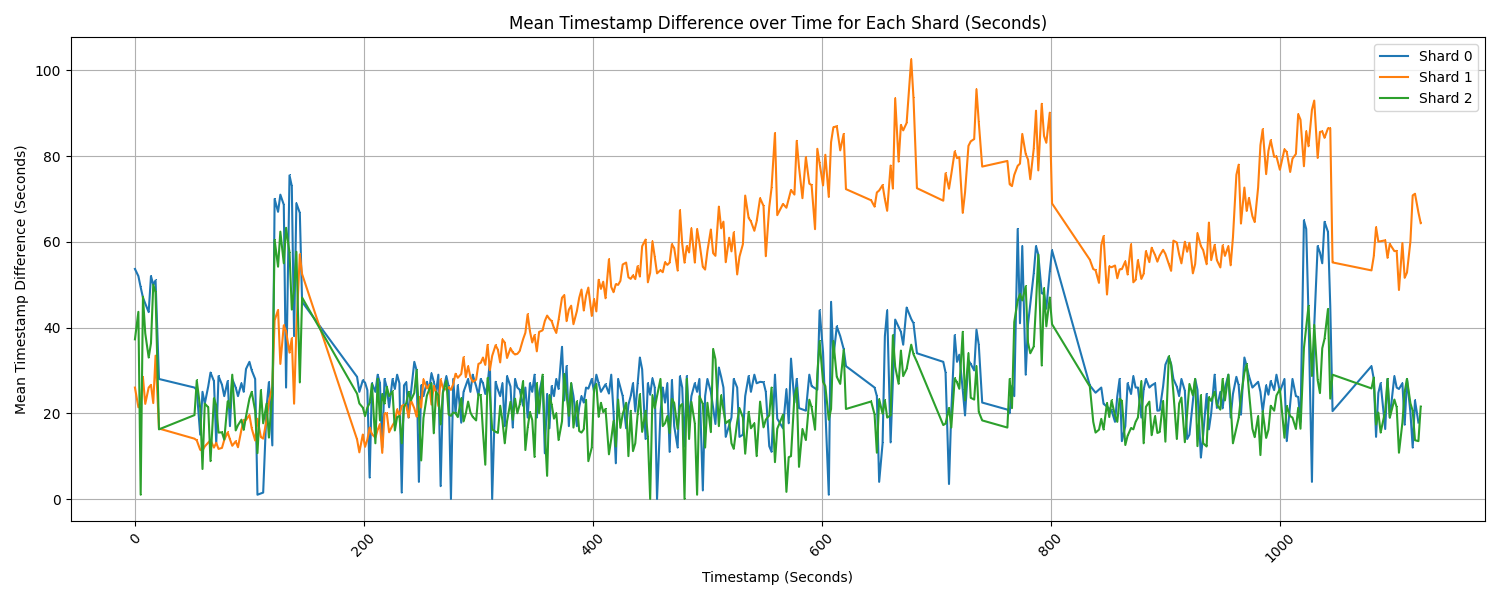 Mean Timestamp Difference over Time for Each Shard (Seconds)
Mean Timestamp Difference (Seconds)
100
80
60
40
20
0
Shard 0
Shard 1
Shard 2
0
200
400
600
800
1000
Timestamp (Seconds)